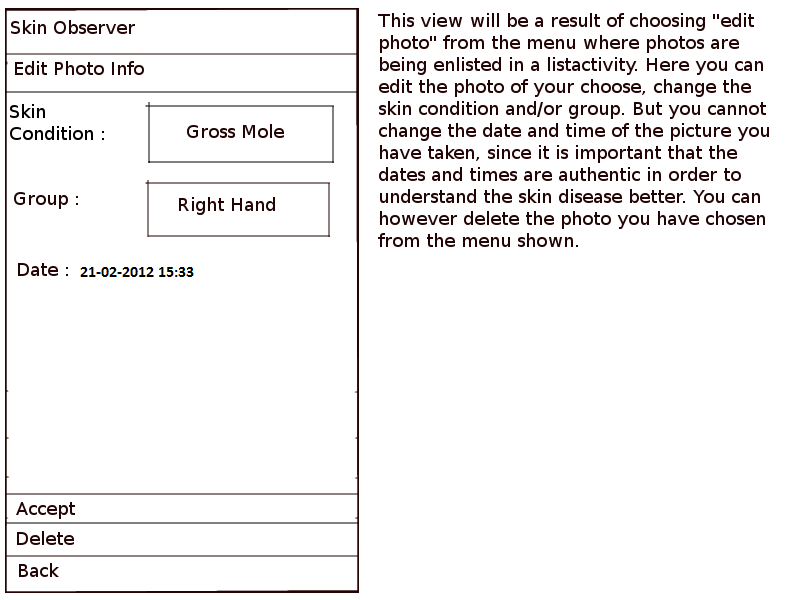 Skin Observer
Edit Photo Info
Skin
Condition :
Gross Mole
Group :
Right Hand
Date : 21-02-2012 15:33
Accept
Delete
Back
This view will be a result of choosing "edit
photo" from the menu where photos are
being enlisted in a listactivity. Here you can
edit the photo of your choose, change the
skin condition and/or group. But you cannot
change the date and time of the picture you
have taken, since it is important that the
dates and times are authentic in order to
understand the skin disease better. You can
however delete the photo you have chosen
from the menu shown.